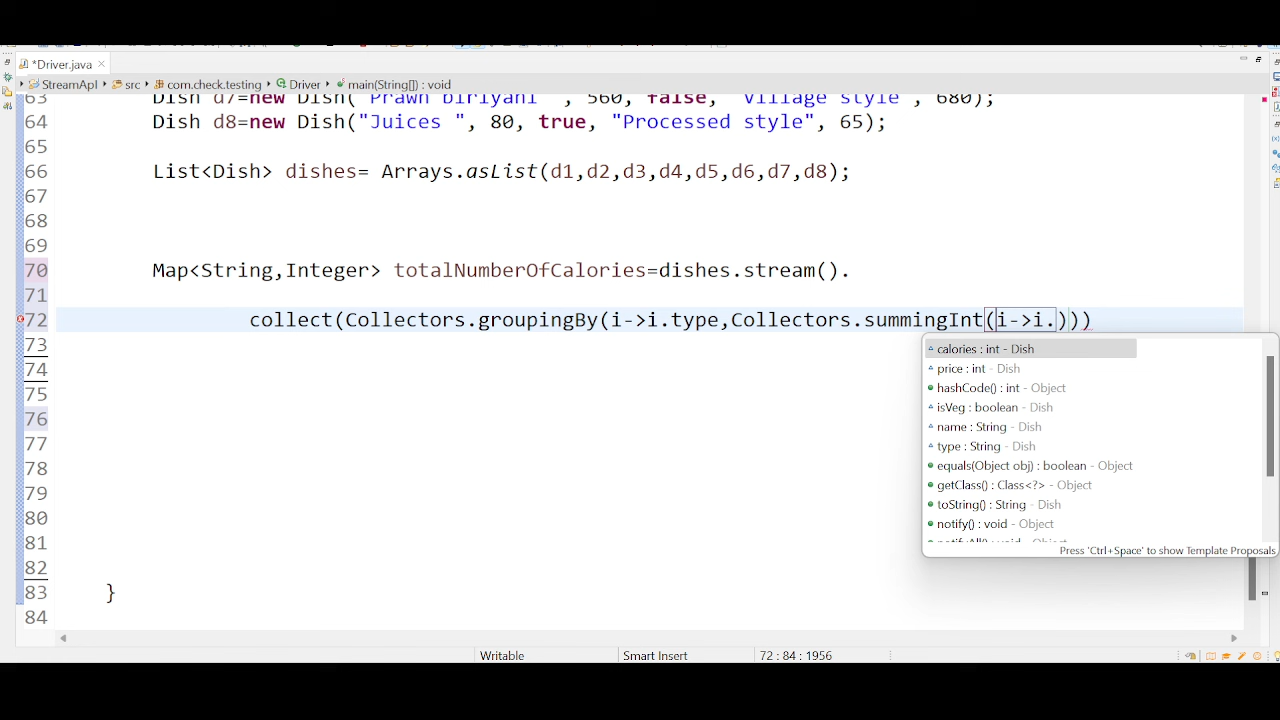 *Driver.java
StreamApI src com.check.testing Driver main(String[]) : void
63 Dish d7=new Dish("Prawn biriyani ", 560, false, "Village style", 680);
64 Dish d8=new Dish("Juices ", 80, true, "Processed style", 65);
65
66 List<Dish> dishes= Arrays.asList(d1,d2,d3,d4,d5,d6,d7,d8);
67
68
69
70 Map<String,Integer> totalNumberOfCalories=dishes.stream().
71
72 collect(Collectors.groupingBy(i->i.type,Collectors.summingInt(i->i.)))
73
74
75
76
77
78
79
80
81
82
83 }
84
calories : int - Dish
price : int - Dish
hashCode() : int - Object
isVeg : boolean - Dish
name : String - Dish
type : String - Dish
equals(Object obj) : boolean - Object
getClass() : Class<?> - Object
toString() : String - Dish
notify() : void - Object
notifyAll() : void - Object
Press 'Ctrl+Space' to show Template Proposals
Writable Smart Insert 72 : 84 : 1956